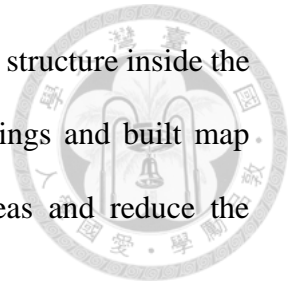 structure inside the
ings and built map
eas and reduce the